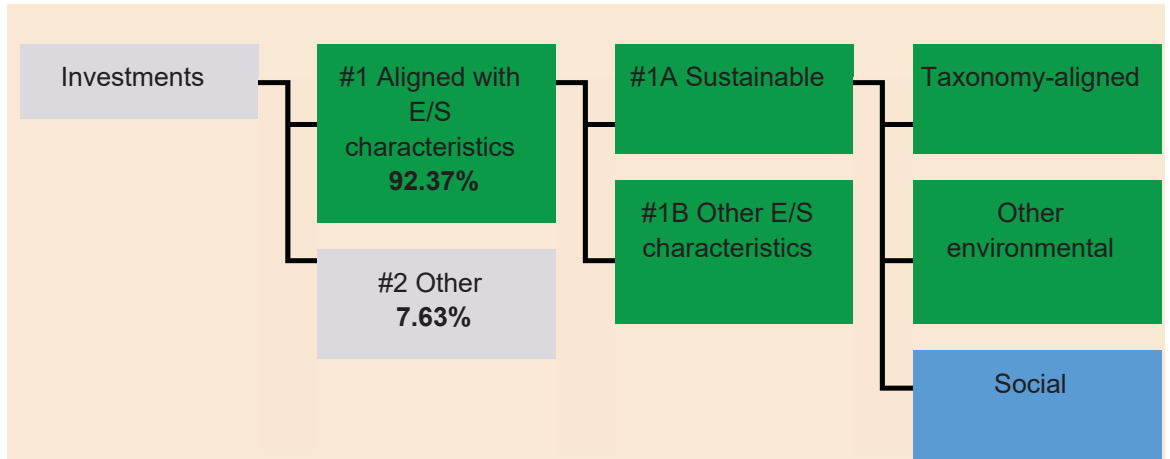 Investments
#1 Aligned with
E/S
characteristics
92.37%
#2 Other
7.63%
#1A Sustainable
#1B Other E/S
characteristics
Taxonomy-aligned
Other
environmental
Social